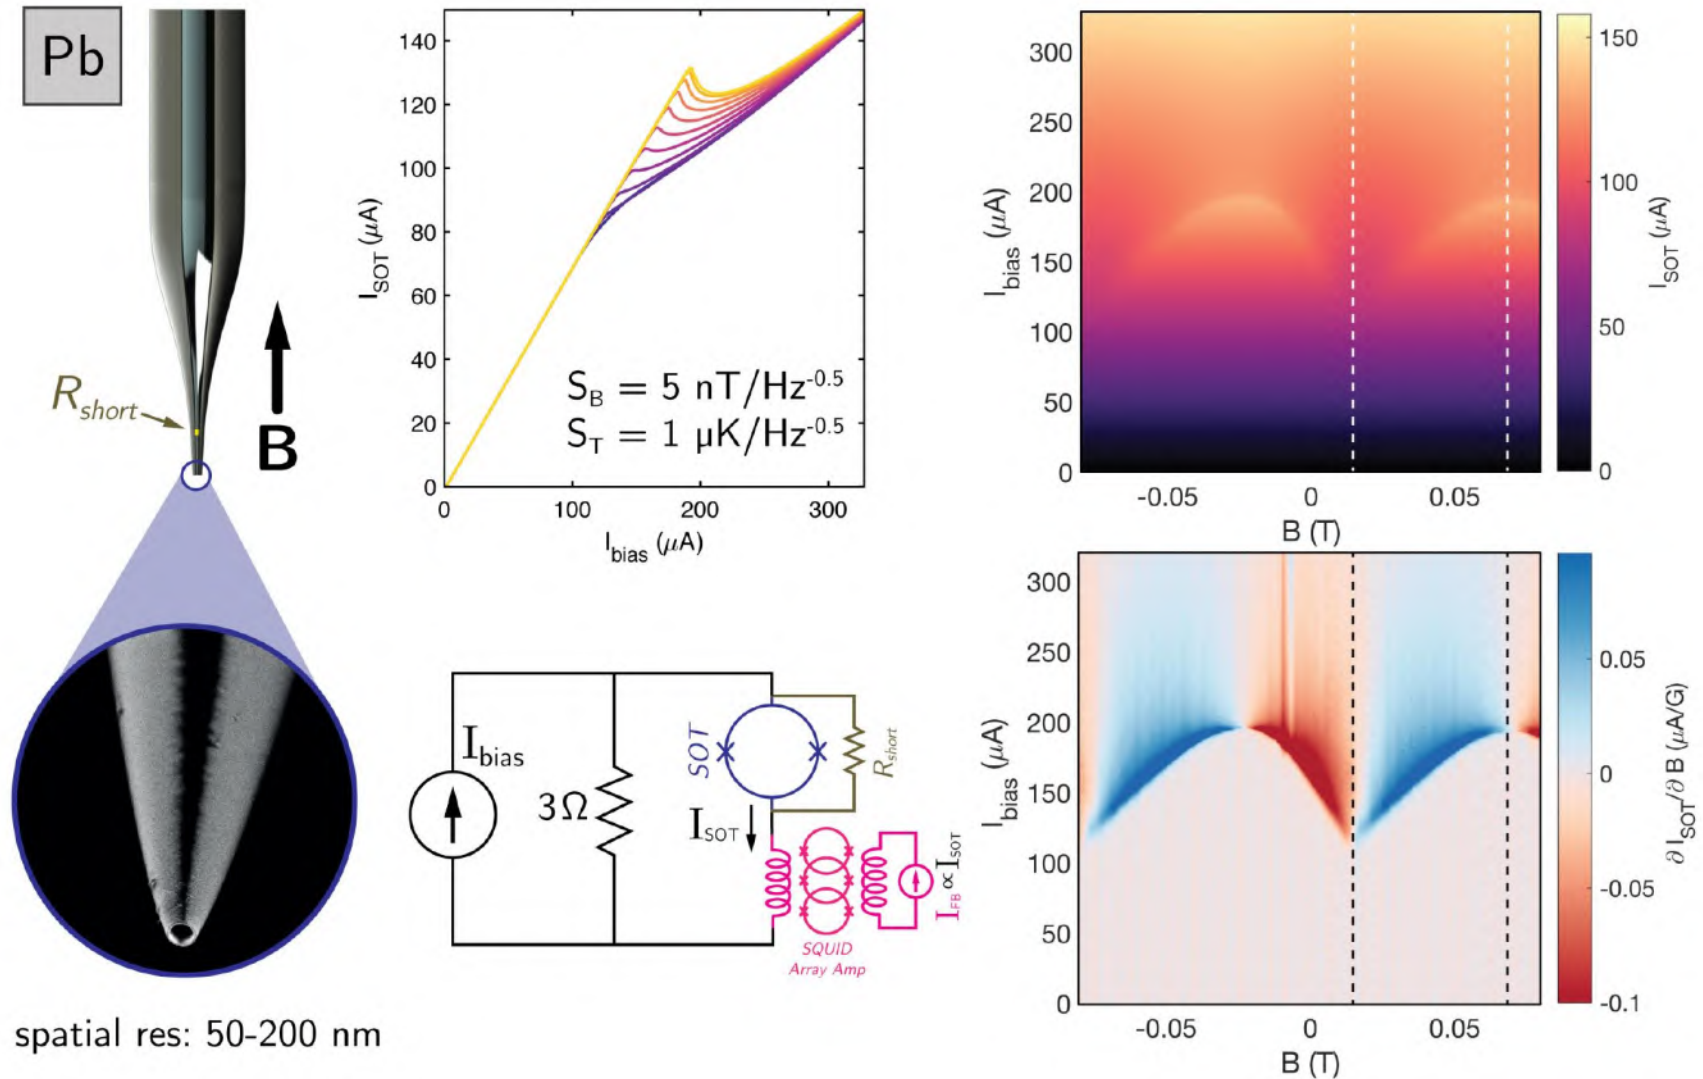 Pb
R_short
B
spatial res: 50-200 nm
140
120
100
80
60
40
20
0
I_SOT (μA)
S_B = 5 nT/Hz^-0.5
S_T = 1 μK/Hz^-0.5
0
100
200
300
I_bias (μA)
I_bias
3Ω
SOT
R_short
I_SOT
I_FB ∝ I_SOT
SQUID
Array Amp
300
250
200
150
100
50
0
I_bias (μA)
-0.05
0
0.05
B (T)
150
100
50
0
I_SOT (μA)
300
250
200
150
100
50
0
I_bias (μA)
-0.05
0
0.05
B (T)
0.05
0
-0.05
-0.1
∂ I_SOT/∂ B (μA/G)